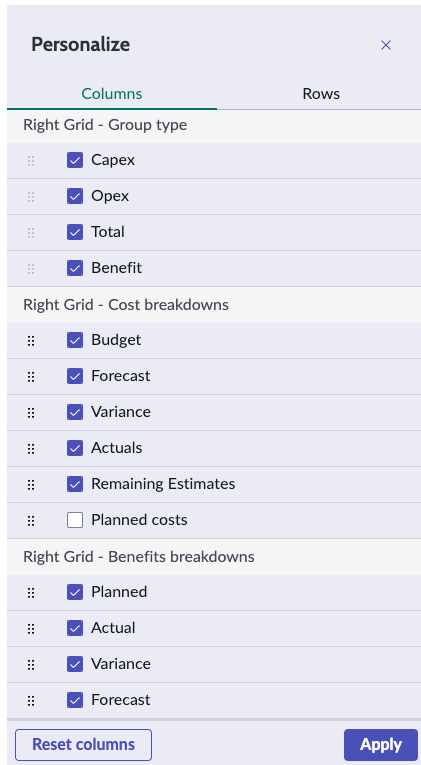 Personalize
Columns Rows
Right Grid - Group type
Capex
Opex
Total
Benefit
Right Grid - Cost breakdowns
Budget
Forecast
Variance
Actuals
Remaining Estimates
Planned costs
Right Grid - Benefits breakdowns
Planned
Actual
Variance
Forecast
Reset columns Apply